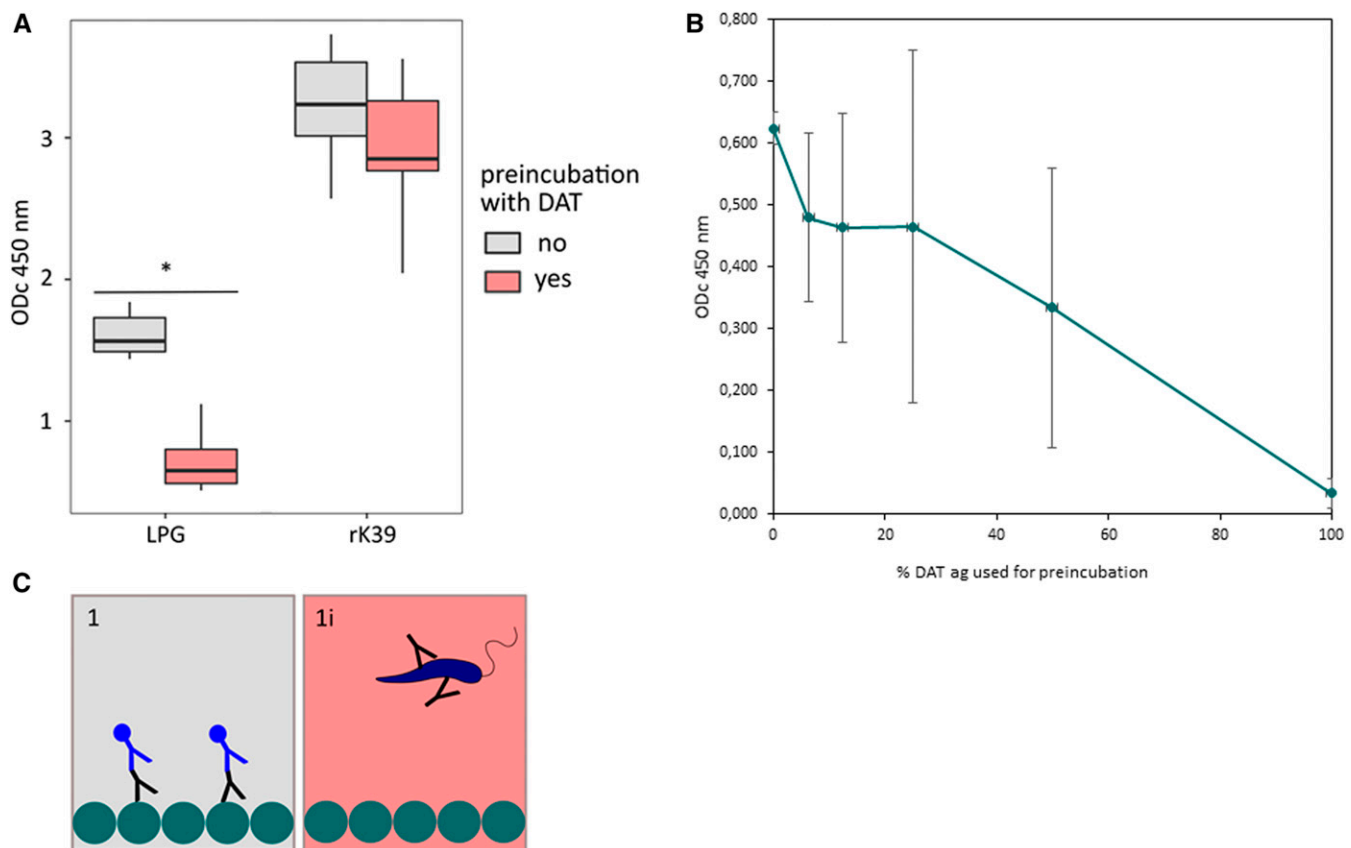 A
ODc 450 nm
3
2
1
*
LPG
rK39
preincubation
with DAT
no
yes
B
ODc 450 nm
0,800
0,700
0,600
0,500
0,400
0,300
0,200
0,100
0,000
0 20 40 60 80 100
% DAT ag used for preincubation
C
1
1i